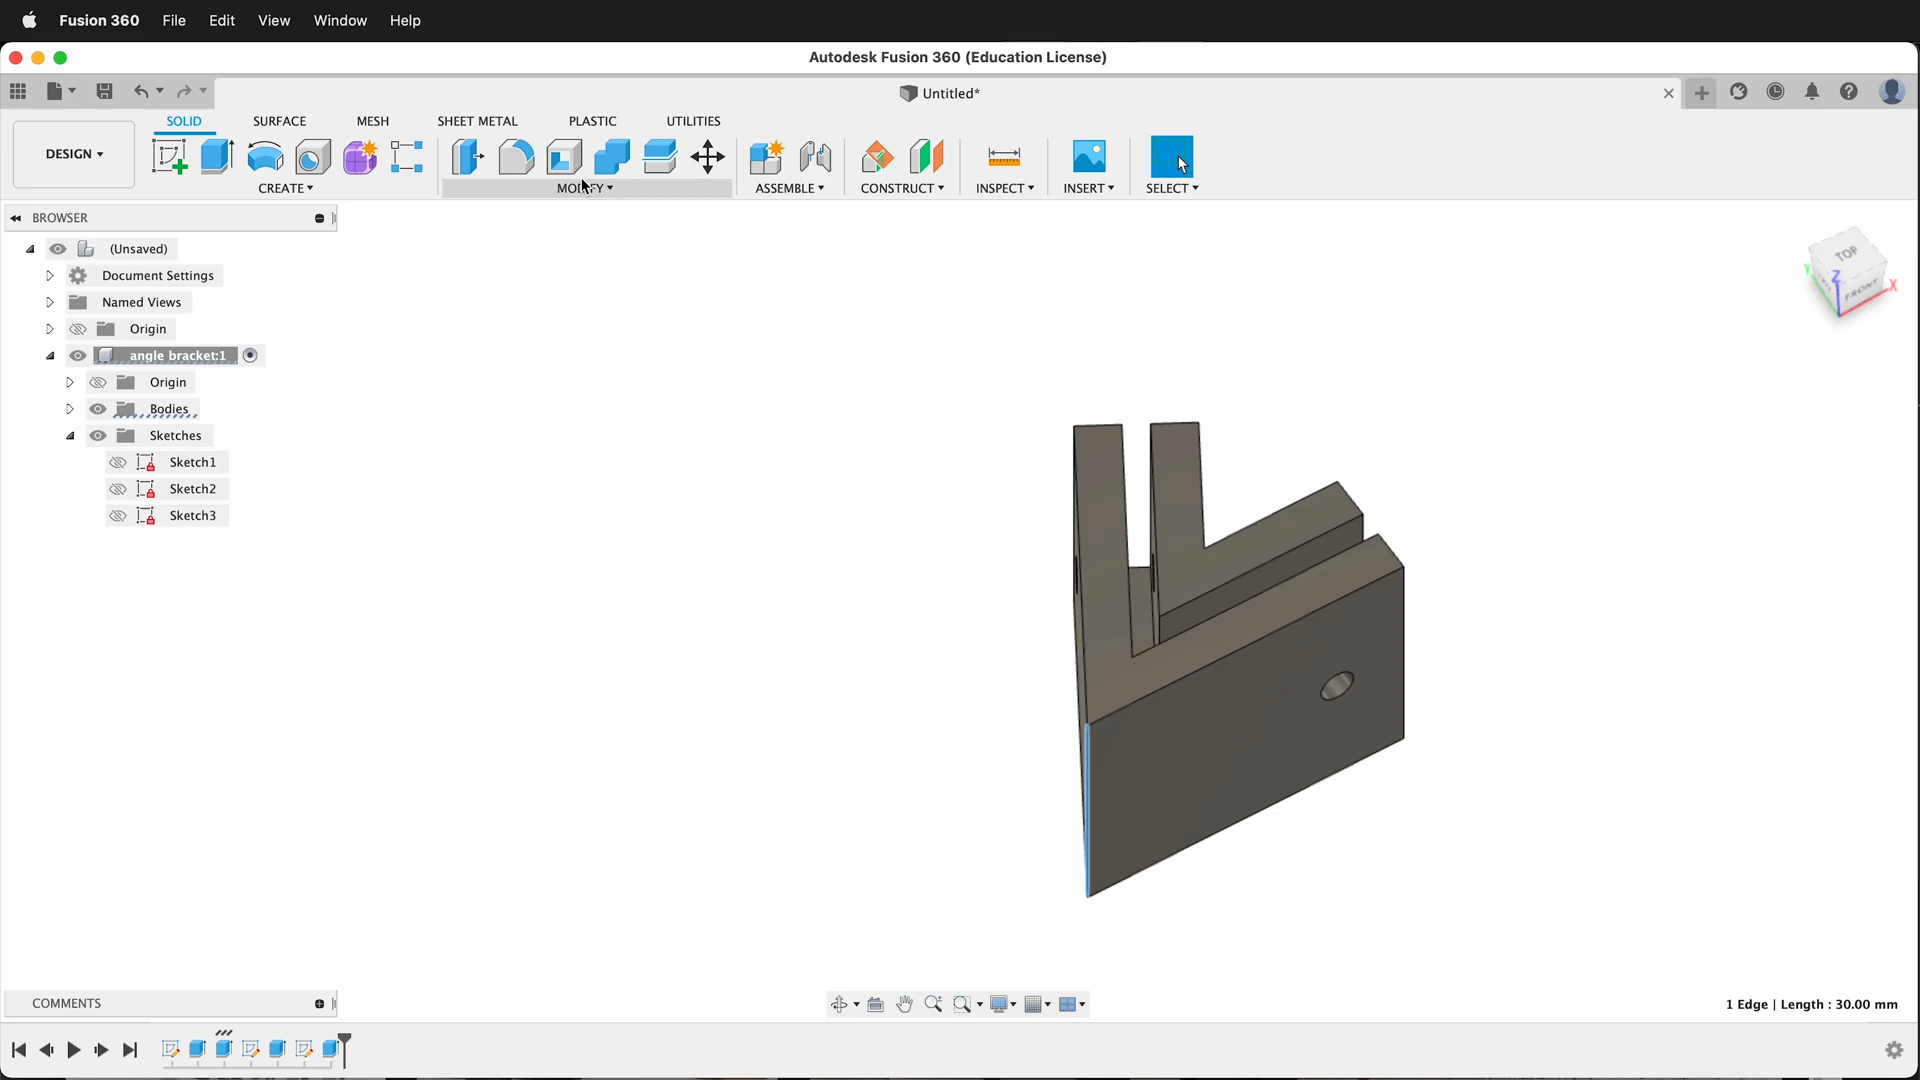 Fusion 360 File Edit View Window Help
Autodesk Fusion 360 (Education License)
Untitled*
SOLID SURFACE MESH SHEET METAL PLASTIC UTILITIES
DESIGN
CREATE MODIFY ASSEMBLE CONSTRUCT INSPECT INSERT SELECT
BROWSER
(Unsaved)
Document Settings
Named Views
Origin
angle bracket:1
Origin
Bodies
Sketches
Sketch1
Sketch2
Sketch3
TOP
FRONT
X
Y
Z
COMMENTS
1 Edge | Length : 30.00 mm